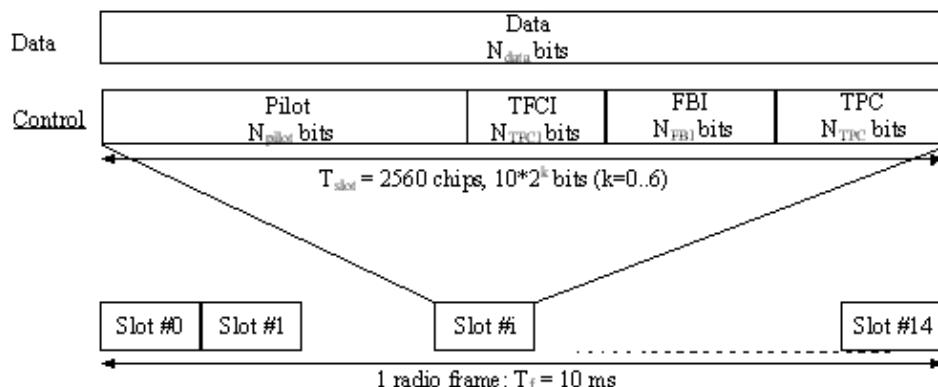 Data
Data
N_data bits
Control
Pilot
N_pilot bits
TFCI
N_TFCI bits
FBI
N_FBI bits
TPC
N_TPC bits
T_slot = 2560 chips, 10*2^k bits (k=0..6)
Slot #0
Slot #1
Slot #i
Slot #14
1 radio frame: T_f = 10 ms